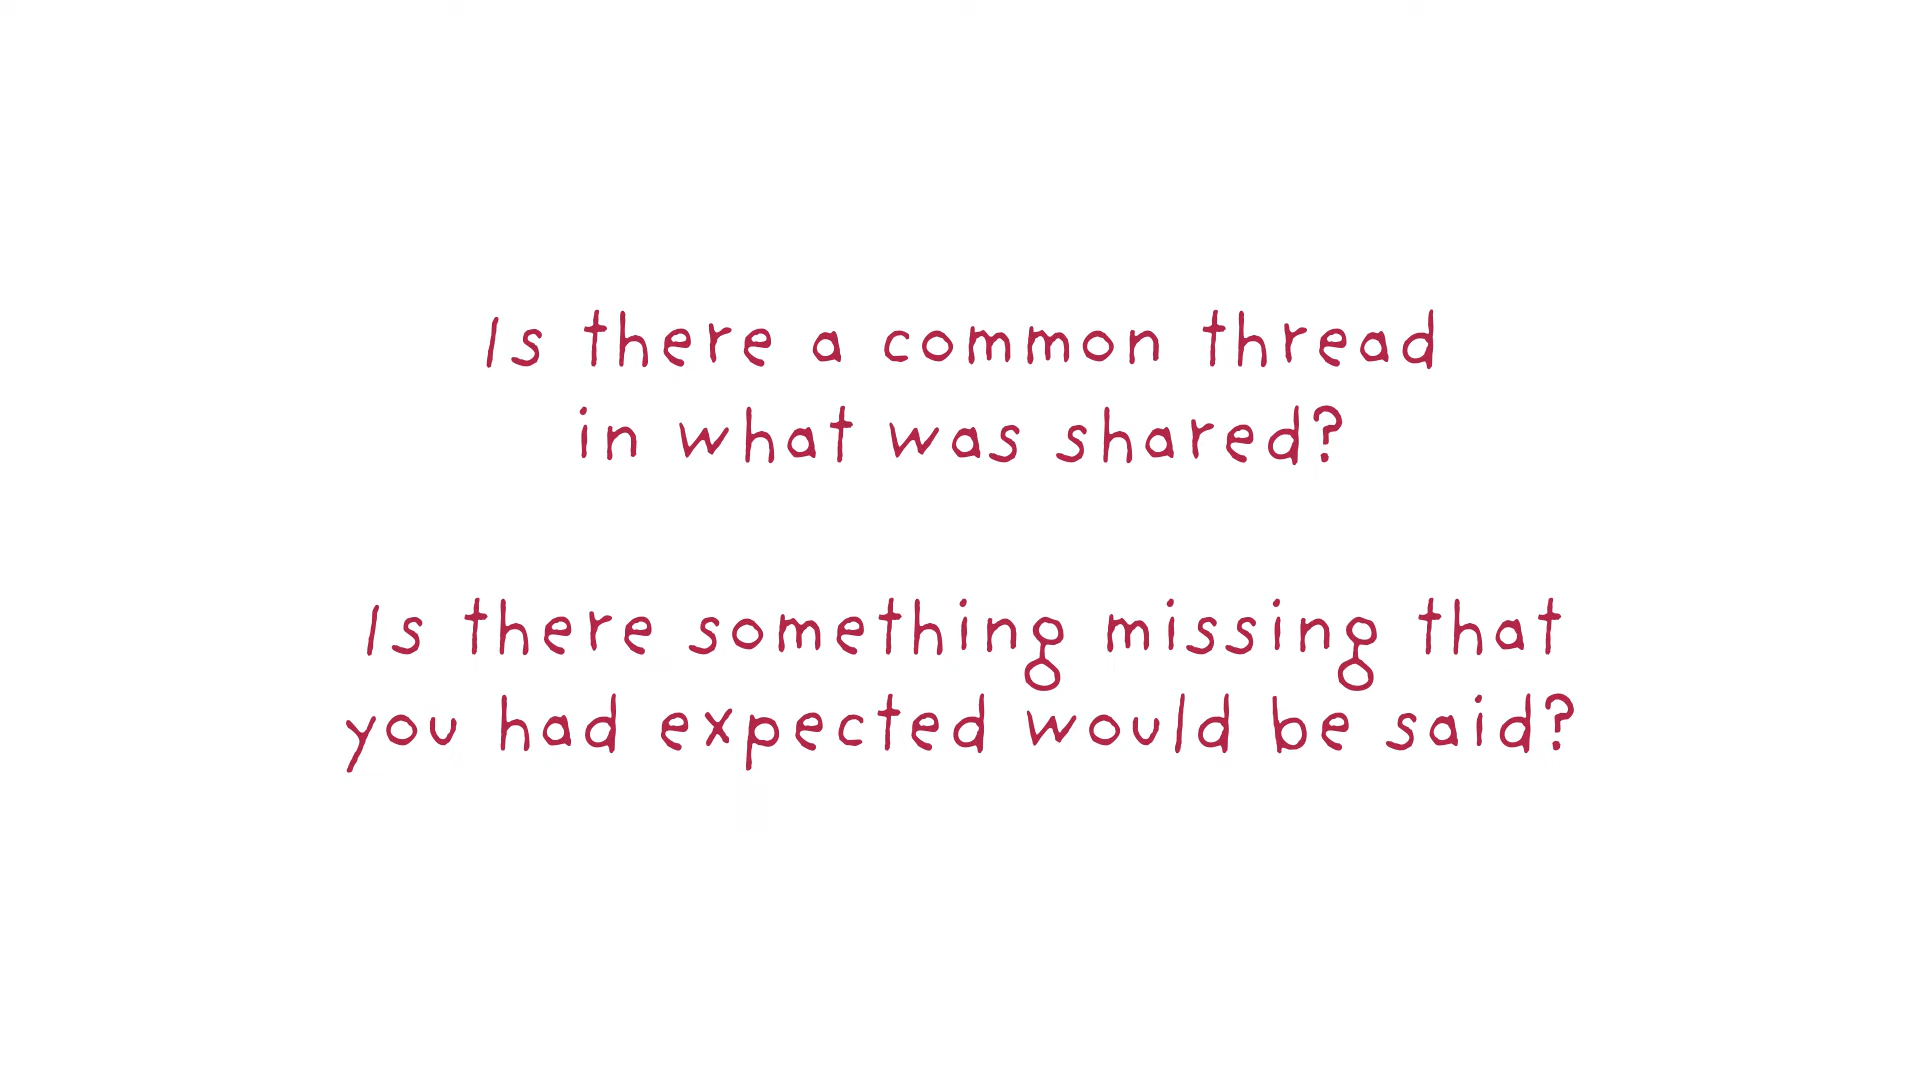 Is there a common thread
in what was shared?
Is there something missing that
you had expected would be said?